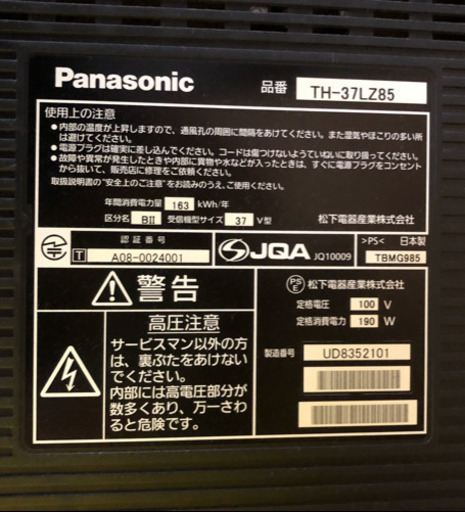 Panasonic 品番 TH-37LZ85
使用上の注意
●内部の温度が上昇しますので、通風孔の周囲に間隔をあけてください。また湿気やほこりの多い所
は避けてください。
●電源プラグは確実に差し込んでください。コードは傷つけないようていねいに取り扱ってください。
●故障や異常が発生したときや内部に異物や水などが入ったときは、すぐに電源プラグをコンセント
から抜いて、販売店に修理をご依頼ください。
取扱説明書の"安全上のご注意"をお読みのうえ、ご使用ください。
年間消費電力量 163 kWh/年
区分名 BII 受信機型サイズ 37 V型 松下電器産業株式会社
認証番号
T A08-0024001
JQA JQ10009
>PS< 日本製
TBMG985
警告
高圧注意
サービスマン以外の方
は、裏ぶたをあけない
でください。
内部には高電圧部分が
数多くあり、万一さわ
ると危険です。
PS E 松下電器産業株式会社
定格電圧 100 V
定格消費電力 190 W
製造番号 UD8352101